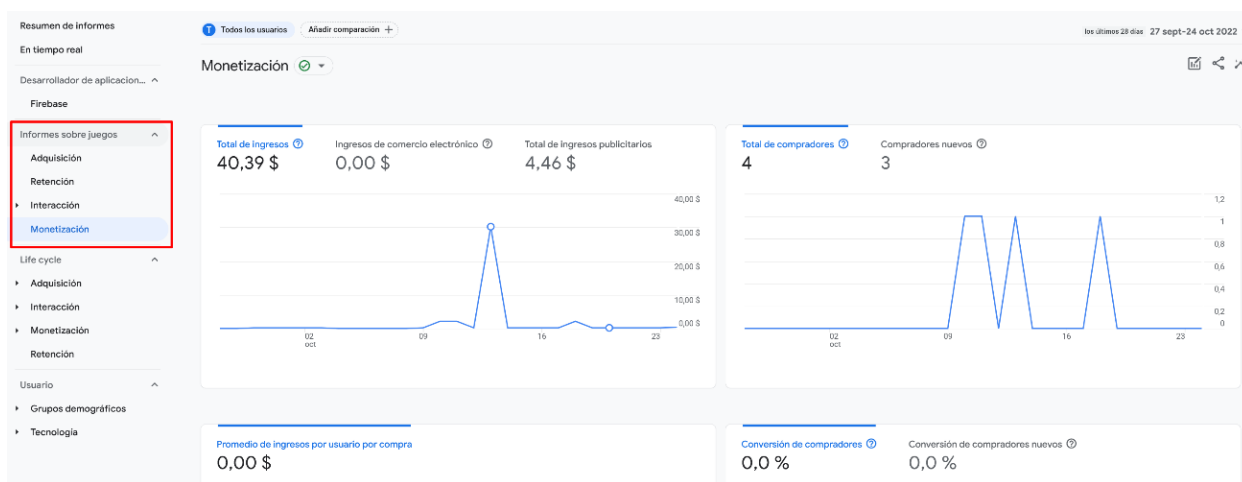 Resumen de informes
En tiempo real
Desarrollador de aplicacion...
Firebase
Informes sobre juegos
Adquisición
Retención
Interacción
Monetización
Life cycle
Adquisición
Interacción
Monetización
Retención
Usuario
Grupos demográficos
Tecnología
T Todos los usuarios Añadir comparación +
los últimos 28 días 27 sept-24 oct 2022
Monetización
Total de ingresos Ingresos de comercio electrónico Total de ingresos publicitarios
40,39 $ 0,00 $ 4,46 $
40,00 $
30,00 $
20,00 $
10,00 $
0,00 $
02 09 16 23
oct
Total de compradores Compradores nuevos
4 3
1,2
1
0,8
0,6
0,4
0,2
0
02 09 16 23
oct
Promedio de ingresos por usuario por compra
0,00 $
Conversión de compradores Conversión de compradores nuevos
0,0 % 0,0 %